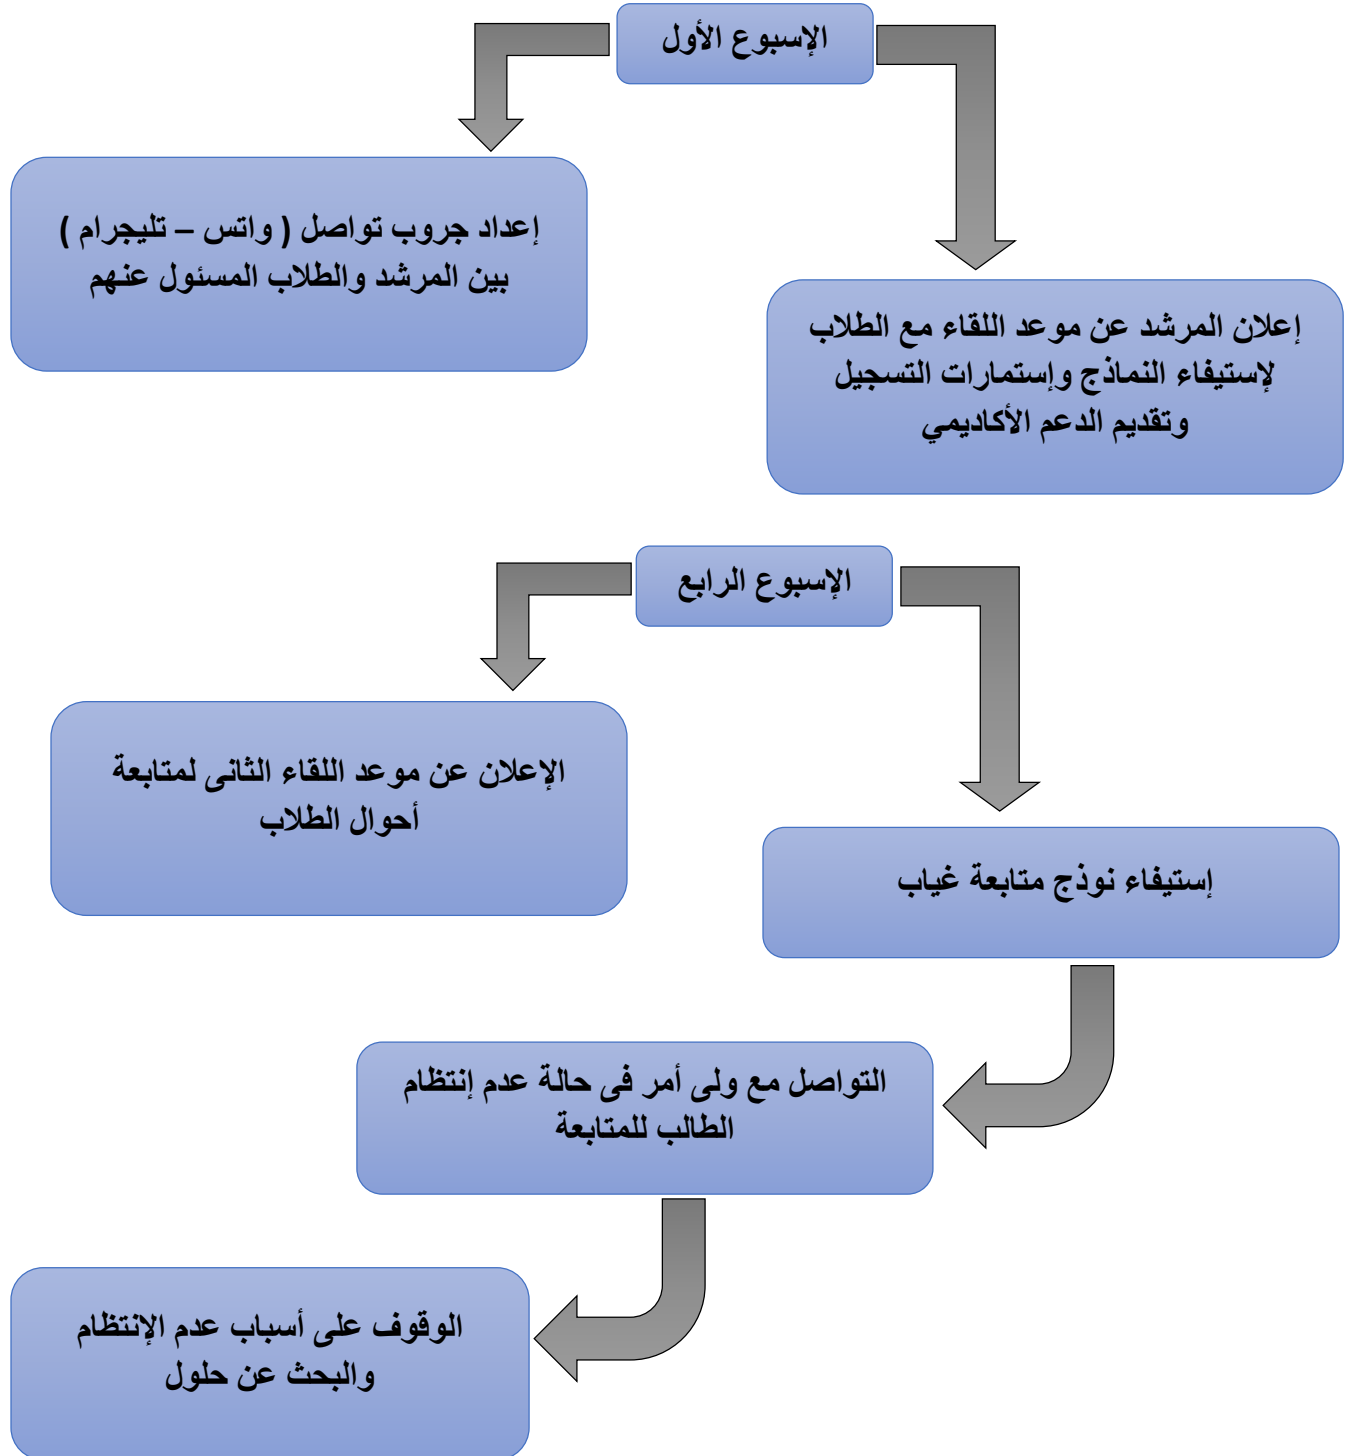 الإسبوع الأول
إعداد جروب تواصل ( واتس – تليجرام )
بين المرشد والطلاب المسئول عنهم
إعلان المرشد عن موعد اللقاء مع الطلاب
لإستيفاء النماذج وإستمارات التسجيل
وتقديم الدعم الأكاديمي
الإسبوع الرابع
الإعلان عن موعد اللقاء الثانى لمتابعة
أحوال الطلاب
إستيفاء نوذج متابعة غياب
التواصل مع ولى أمر فى حالة عدم إنتظام
الطالب للمتابعة
الوقوف على أسباب عدم الإنتظام
والبحث عن حلول